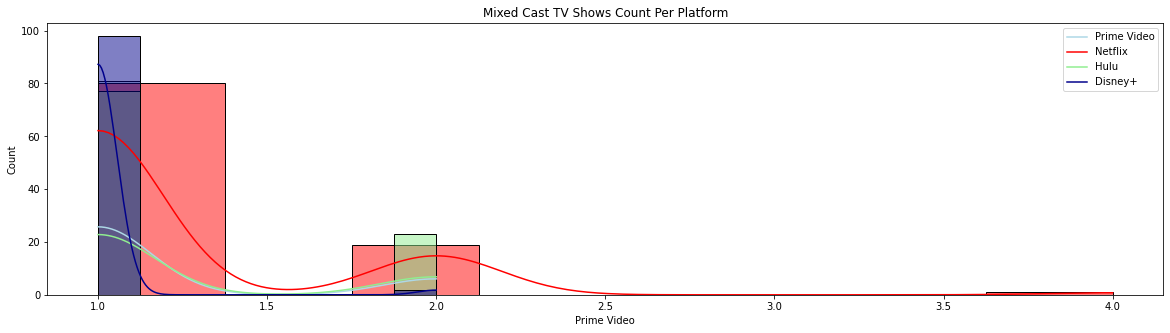 Mixed Cast TV Shows Count Per Platform
Prime Video
Netflix
Hulu
Disney+
Count
100
80
60
40
20
0
1.0 1.5 2.0 2.5 3.0 3.5 4.0
Prime Video